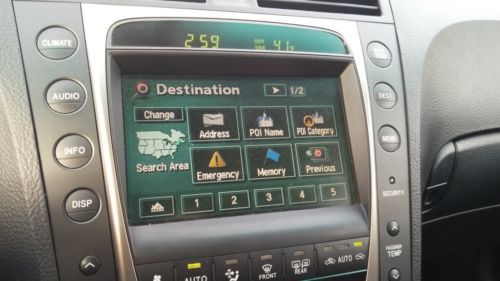 2:59 OUT SIDE 41°F
CLIMATE
AUDIO
INFO
DISP
DEST
MENU
SECURITY
PASSENGER TEMP
Destination 1/2
Change
Search Area
Address POI Name POI Category
Emergency Memory Previous
1 2 3 4 5
AUTO FRONT REAR AUTO